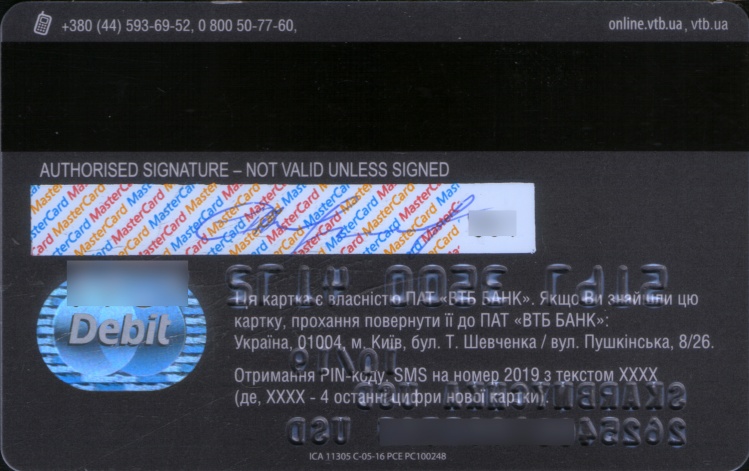 +380 (44) 593-69-52, 0 800 50-77-60,
online.vtb.ua, vtb.ua
AUTHORISED SIGNATURE – NOT VALID UNLESS SIGNED
MasterCard MasterCard MasterCard
Debit
Ця картка є власністю ПАТ «ВТБ БАНК». Якщо Ви знайшли цю
картку, прохання повернути її до ПАТ «ВТБ БАНК»:
Україна, 01004, м. Київ, бул. Т. Шевченка / вул. Пушкінська, 8/26.
Отримання PIN-коду: SMS на номер 2019 з текстом XXXX
(де, XXXX - 4 останні цифри нової картки).
ICA 11305 C-05-16 PCE PC100248